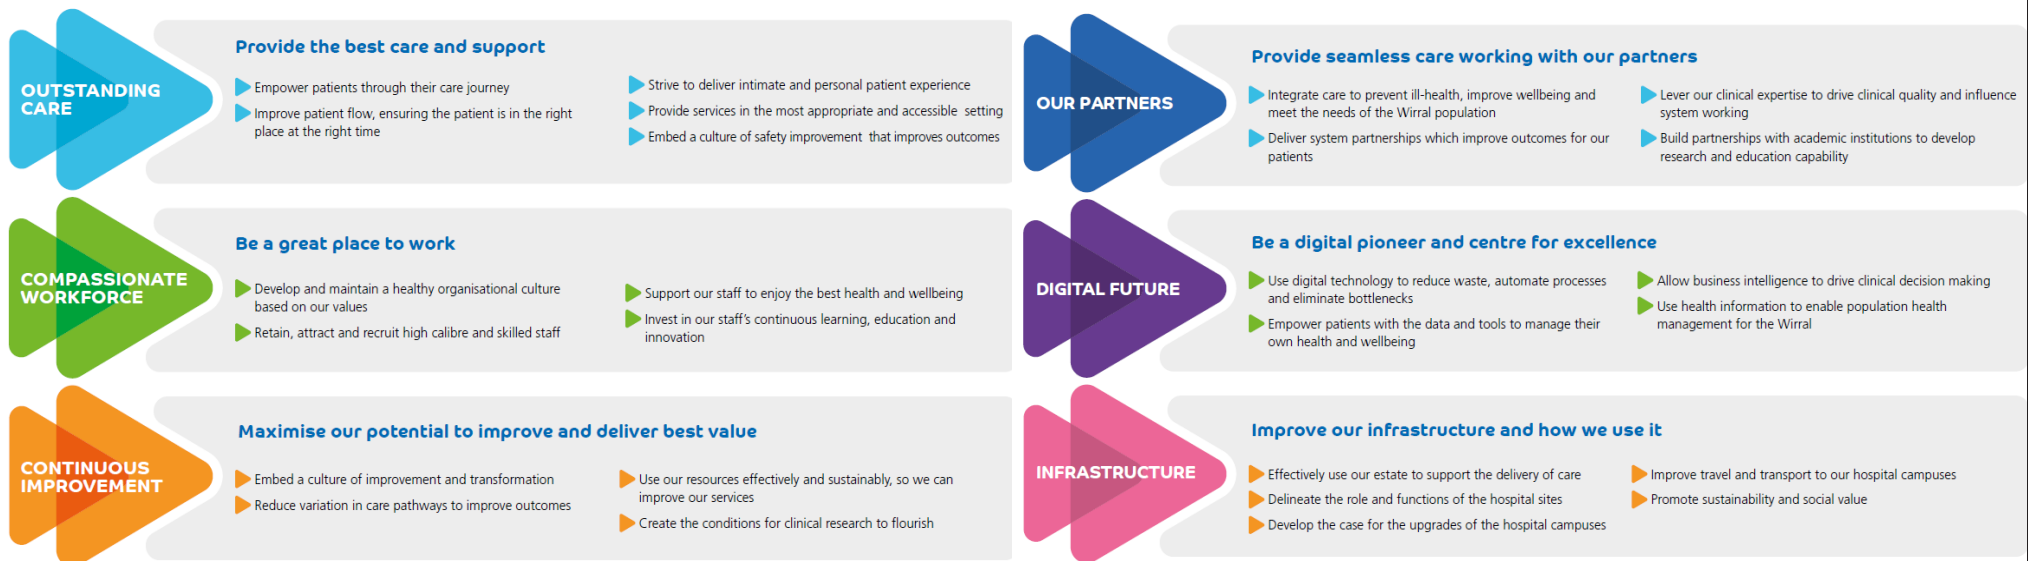 OUTSTANDING
CARE
Provide the best care and support
Empower patients through their care journey
Improve patient flow, ensuring the patient is in the right
place at the right time
Strive to deliver intimate and personal patient experience
Provide services in the most appropriate and accessible setting
Embed a culture of safety improvement that improves outcomes
COMPASSIONATE
WORKFORCE
Be a great place to work
Develop and maintain a healthy organisational culture
based on our values
Retain, attract and recruit high calibre and skilled staff
Support our staff to enjoy the best health and wellbeing
Invest in our staff's continuous learning, education and
innovation
CONTINUOUS
IMPROVEMENT
Maximise our potential to improve and deliver best value
Embed a culture of improvement and transformation
Reduce variation in care pathways to improve outcomes
Use our resources effectively and sustainably, so we can
improve our services
Create the conditions for clinical research to flourish
OUR PARTNERS
Provide seamless care working with our partners
Integrate care to prevent ill-health, improve wellbeing and
meet the needs of the Wirral population
Deliver system partnerships which improve outcomes for our
patients
Lever our clinical expertise to drive clinical quality and influence
system working
Build partnerships with academic institutions to develop
research and education capability
DIGITAL FUTURE
Be a digital pioneer and centre for excellence
Use digital technology to reduce waste, automate processes
and eliminate bottlenecks
Empower patients with the data and tools to manage their
own health and wellbeing
Allow business intelligence to drive clinical decision making
Use health information to enable population health
management for the Wirral
INFRASTRUCTURE
Improve our infrastructure and how we use it
Effectively use our estate to support the delivery of care
Delineate the role and functions of the hospital sites
Develop the case for the upgrades of the hospital campuses
Improve travel and transport to our hospital campuses
Promote sustainability and social value